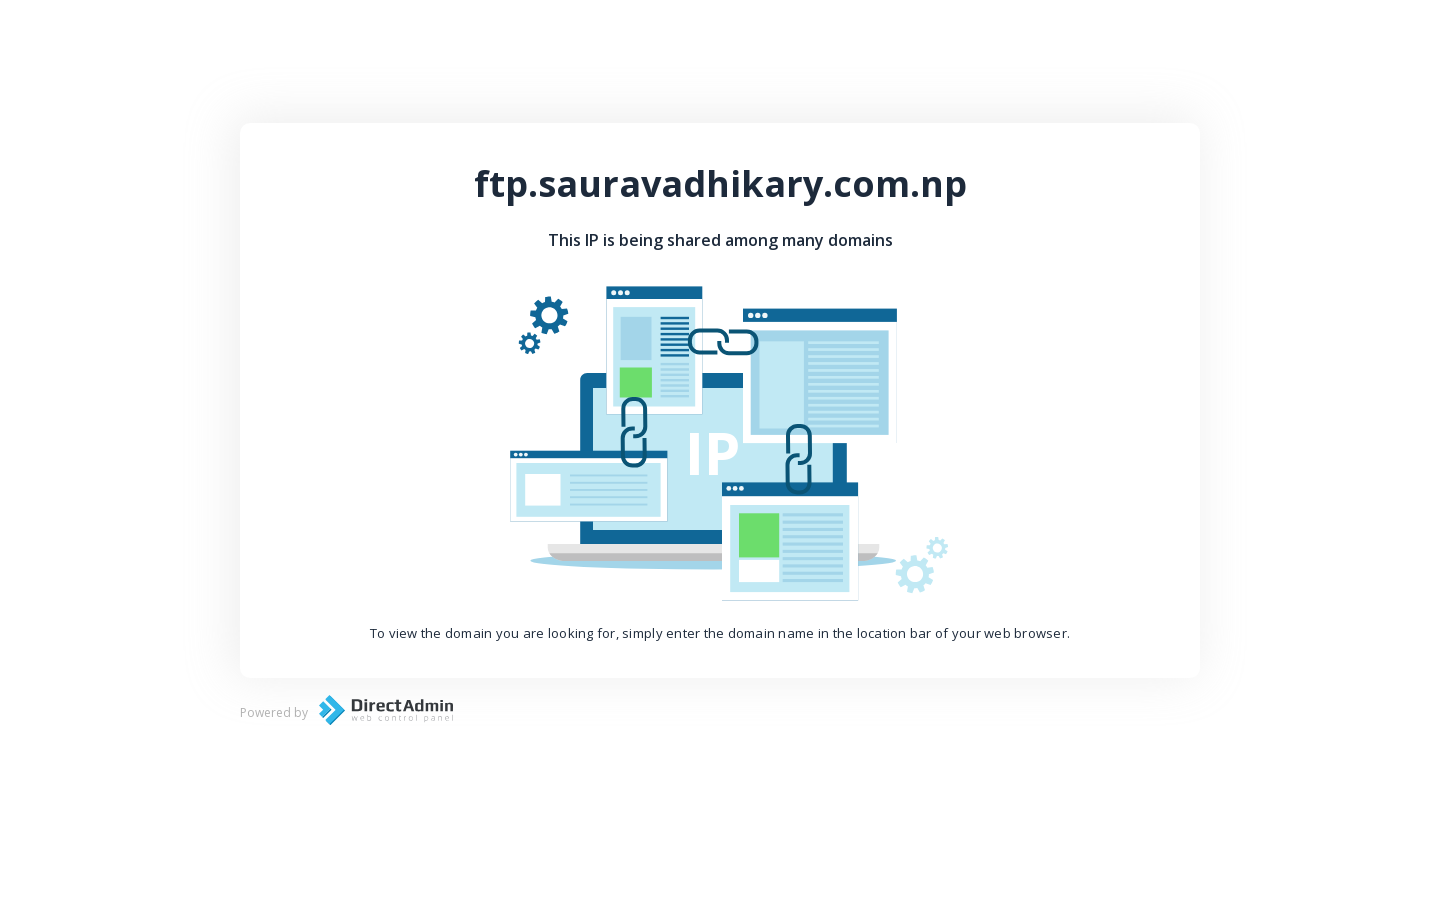 ftp.sauravadhikary.com.np
This IP is being shared among many domains
IP
To view the domain you are looking for, simply enter the domain name in the location bar of your web browser.
Powered by
DirectAdmin
web control panel